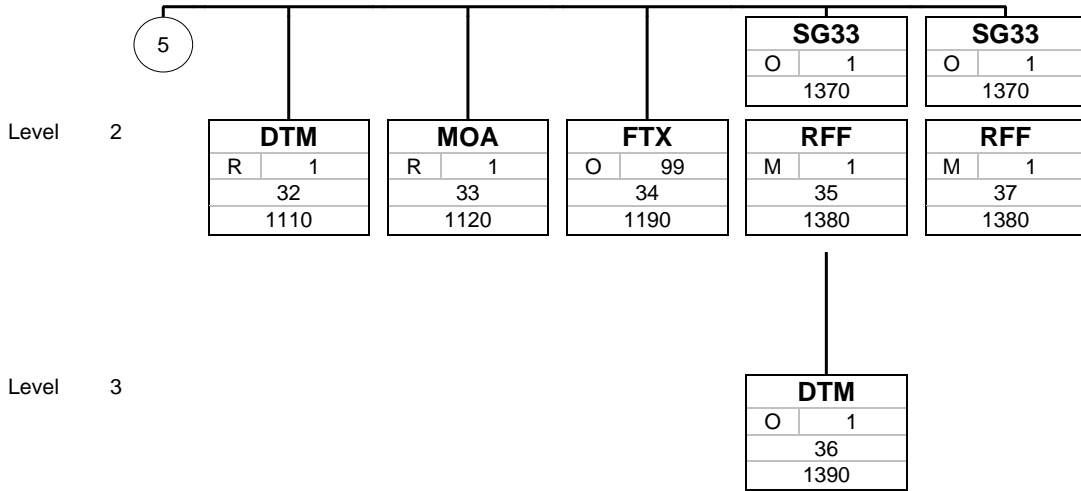 5
SG33
O 1
1370
SG33
O 1
1370
Level 2
DTM
R 1
32
1110
MOA
R 1
33
1120
FTX
O 99
34
1190
RFF
M 1
35
1380
RFF
M 1
37
1380
Level 3
DTM
O 1
36
1390